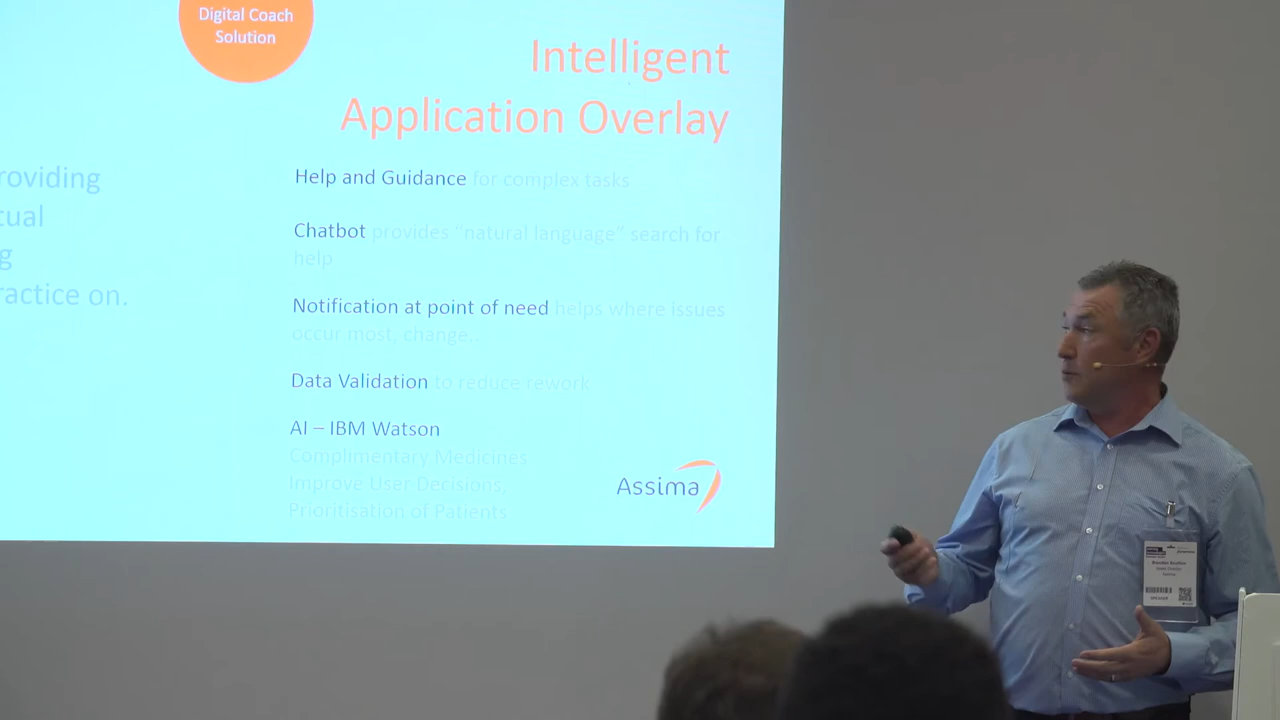 Digital Coach
Solution
Intelligent
Application Overlay
roviding
tual
g
ractice on.
Help and Guidance for complex tasks
Chatbot provides “natural language” search for
help
Notification at point of need helps where issues
occur most, change..
Data Validation to reduce rework
AI – IBM Watson
Complimentary Medicines
Improve User Decisions,
Prioritisation of Patients
Assima